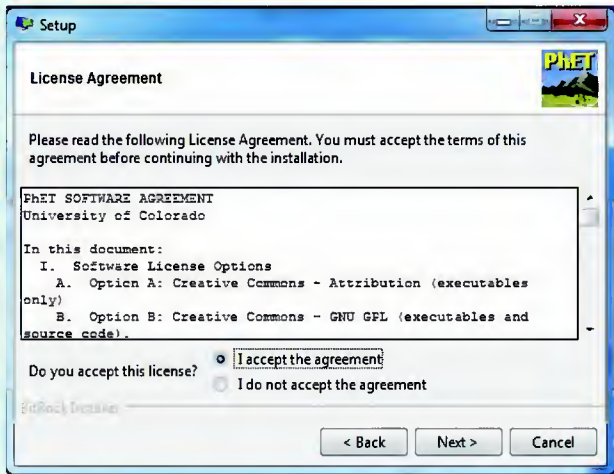 Setup
License Agreement
PhET
Please read the following License Agreement. You must accept the terms of this
agreement before continuing with the installation.
PhET SOFTWARE AGREEMENT
University of Colorado
In this document:
I. Software License Options
A. Option A: Creative Commons - Attribution (executables
only)
B. Option B: Creative Commons - GNU GPL (executables and
source code).
Do you accept this license?
I accept the agreement
I do not accept the agreement
BitRock Installer
< Back Next > Cancel